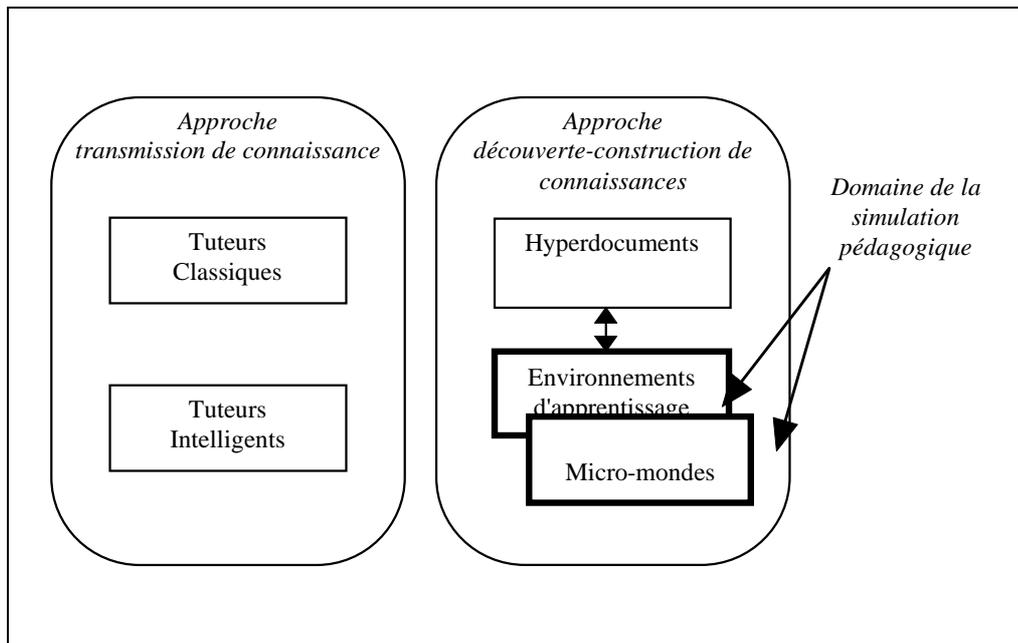 Approche
transmission de connaissance
Tuteurs
Classiques
Tuteurs
Intelligents
Approche
découverte-construction de
connaissances
Hyperdocuments
Environnements
d'apprentissage
Micro-mondes
Domaine de la
simulation
pédagogique